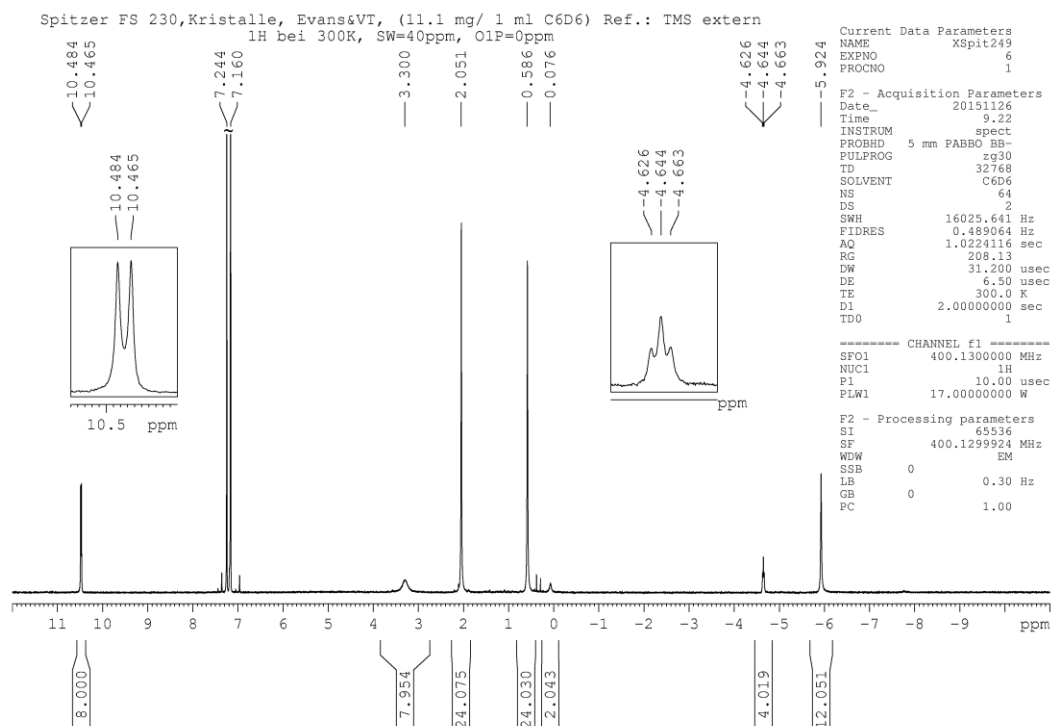 Spitzer FS 230,Kristalle, Evans&VT, (11.1 mg/ 1 ml C6D6) Ref.: TMS extern
1H bei 300K, SW=40ppm, O1P=0ppm
10.484
10.465
7.244
7.160
3.300
2.051
0.586
0.076
-4.626
-4.644
-4.663
-5.924
10.484
10.465
10.5 ppm
-4.626
-4.644
-4.663
ppm
Current Data Parameters
NAME XSpit249
EXPNO 6
PROCNO 1
F2 - Acquisition Parameters
Date_ 20151126
Time 9.22
INSTRUM spect
PROBHD 5 mm PABBO BB-
PULPROG zg30
TD 32768
SOLVENT C6D6
NS 64
DS 2
SWH 16025.641 Hz
FIDRES 0.489064 Hz
AQ 1.0224116 sec
RG 208.13
DW 31.200 usec
DE 6.50 usec
TE 300.0 K
D1 2.00000000 sec
TD0 1
======== CHANNEL f1 ========
SFO1 400.1300000 MHz
NUC1 1H
P1 10.00 usec
PLW1 17.00000000 W
F2 - Processing parameters
SI 65536
SF 400.1299924 MHz
WDW EM
SSB 0
LB 0.30 Hz
GB 0
PC 1.00
11 10 9 8 7 6 5 4 3 2 1 0 -1 -2 -3 -4 -5 -6 -7 -8 -9 ppm
8.000
7.954
24.075
24.030
2.043
4.019
12.051